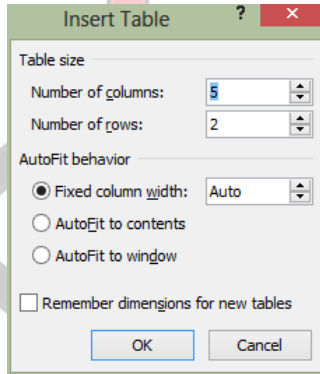 Insert Table ? ×
Table size
Number of columns: 5
Number of rows: 2
AutoFit behavior
Fixed column width: Auto
AutoFit to contents
AutoFit to window
Remember dimensions for new tables
OK Cancel